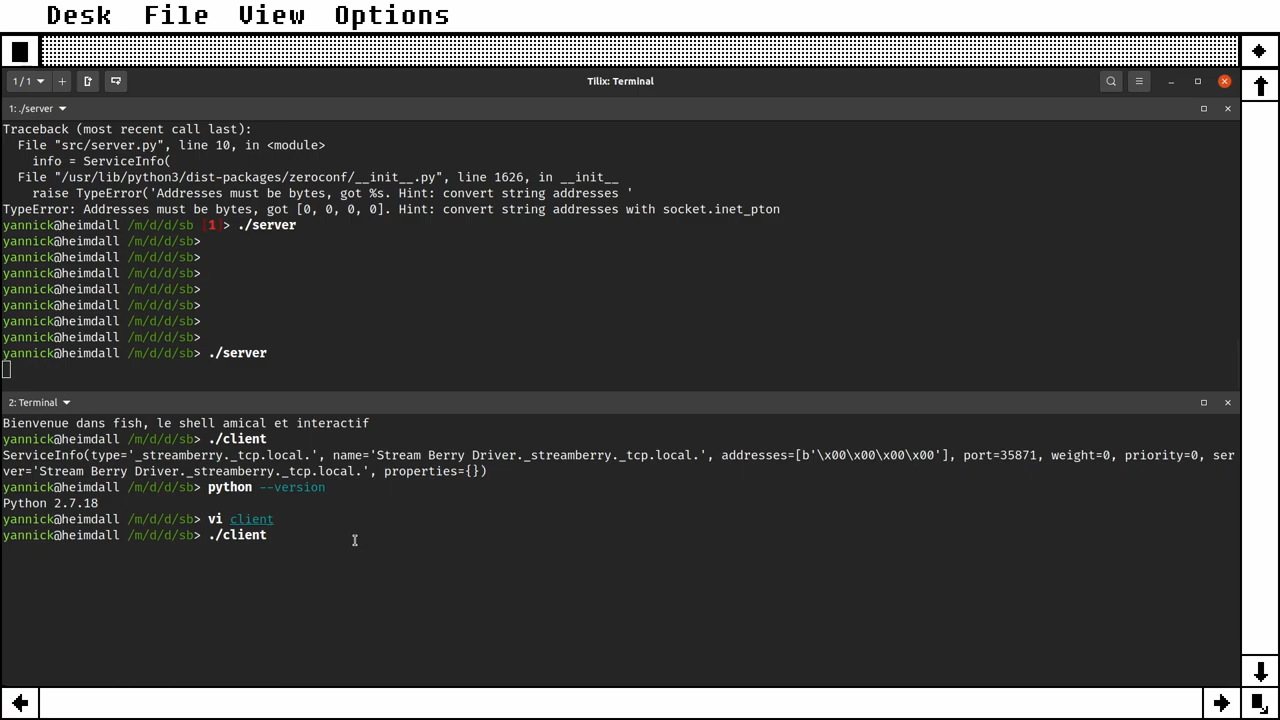 Desk File View Options
1/1 Tilix: Terminal
1: ./server
Traceback (most recent call last):
  File "src/server.py", line 10, in <module>
    info = ServiceInfo(
  File "/usr/lib/python3/dist-packages/zeroconf/__init__.py", line 1626, in __init__
    raise TypeError('Addresses must be bytes, got %s. Hint: convert string addresses '
TypeError: Addresses must be bytes, got [0, 0, 0, 0]. Hint: convert string addresses with socket.inet_pton
yannick@heimdall /m/d/d/sb [1]> ./server
yannick@heimdall /m/d/d/sb>
yannick@heimdall /m/d/d/sb>
yannick@heimdall /m/d/d/sb>
yannick@heimdall /m/d/d/sb>
yannick@heimdall /m/d/d/sb>
yannick@heimdall /m/d/d/sb>
yannick@heimdall /m/d/d/sb>
yannick@heimdall /m/d/d/sb> ./server
2: Terminal
Bienvenue dans fish, le shell amical et interactif
yannick@heimdall /m/d/d/sb> ./client
ServiceInfo(type='_streamberry._tcp.local.', name='Stream Berry Driver._streamberry._tcp.local.', addresses=[b'\x00\x00\x00\x00'], port=35871, weight=0, priority=0, ser
ver='Stream Berry Driver._streamberry._tcp.local.', properties={})
yannick@heimdall /m/d/d/sb> python --version
Python 2.7.18
yannick@heimdall /m/d/d/sb> vi client
yannick@heimdall /m/d/d/sb> ./client